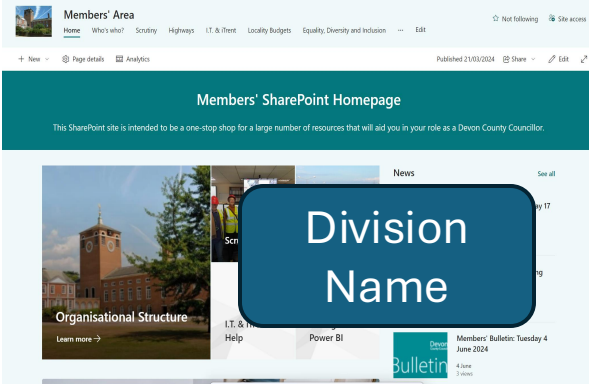 Members' Area
Home Who's who? Scrutiny Highways I.T. & iTrent Locality Budgets Equality, Diversity and Inclusion ··· Edit
Not following Site access
+ New Page details Analytics
Published 21/03/2024 Share Edit
Members' SharePoint Homepage
This SharePoint site is intended to be a one-stop shop for a large number of resources that will aid you in your role as a Devon County Councillor.
News See all
Division
Name
Organisational Structure
Learn more →
I.T. &
Help
Power BI
Devon
Bulletin
Members' Bulletin: Tuesday 4
June 2024
4 June
3 views